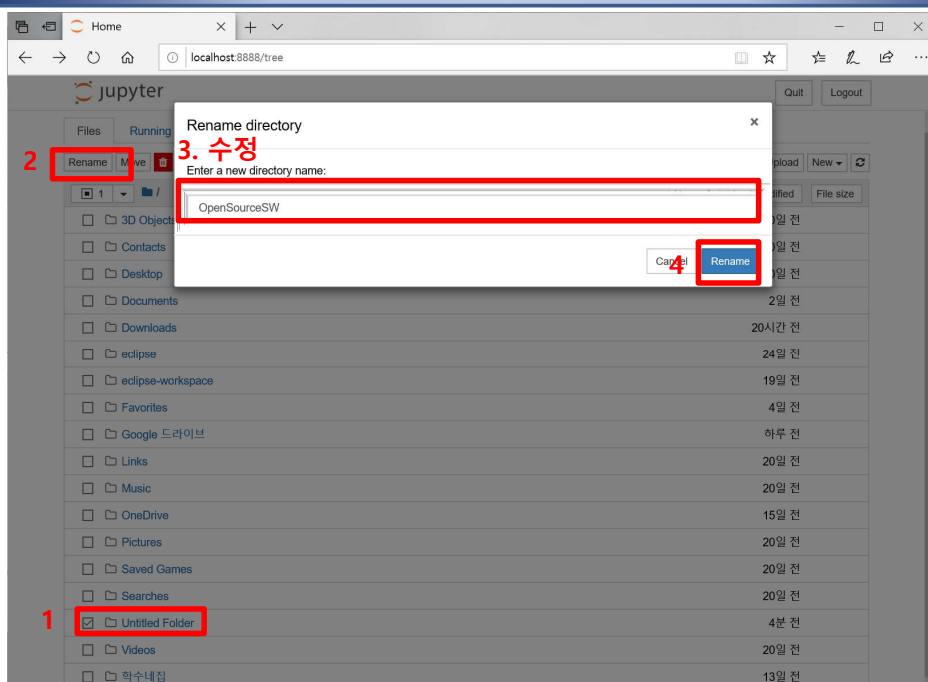 Home
localhost:8888/tree
jupyter
Quit
Logout
Rename directory
Files
Running
3. 수정
2
Rename
Move
Enter a new directory name:
Upload
New
1
/
File size
OpenSourceSW
3D Objects
Contacts
Cancel
4
Rename
Desktop
Documents
2일 전
Downloads
20시간 전
eclipse
24일 전
eclipse-workspace
19일 전
Favorites
4일 전
Google 드라이브
하루 전
Links
20일 전
Music
20일 전
OneDrive
15일 전
Pictures
20일 전
Saved Games
20일 전
Searches
20일 전
1
Untitled Folder
4분 전
Videos
20일 전
학수네집
13일 전